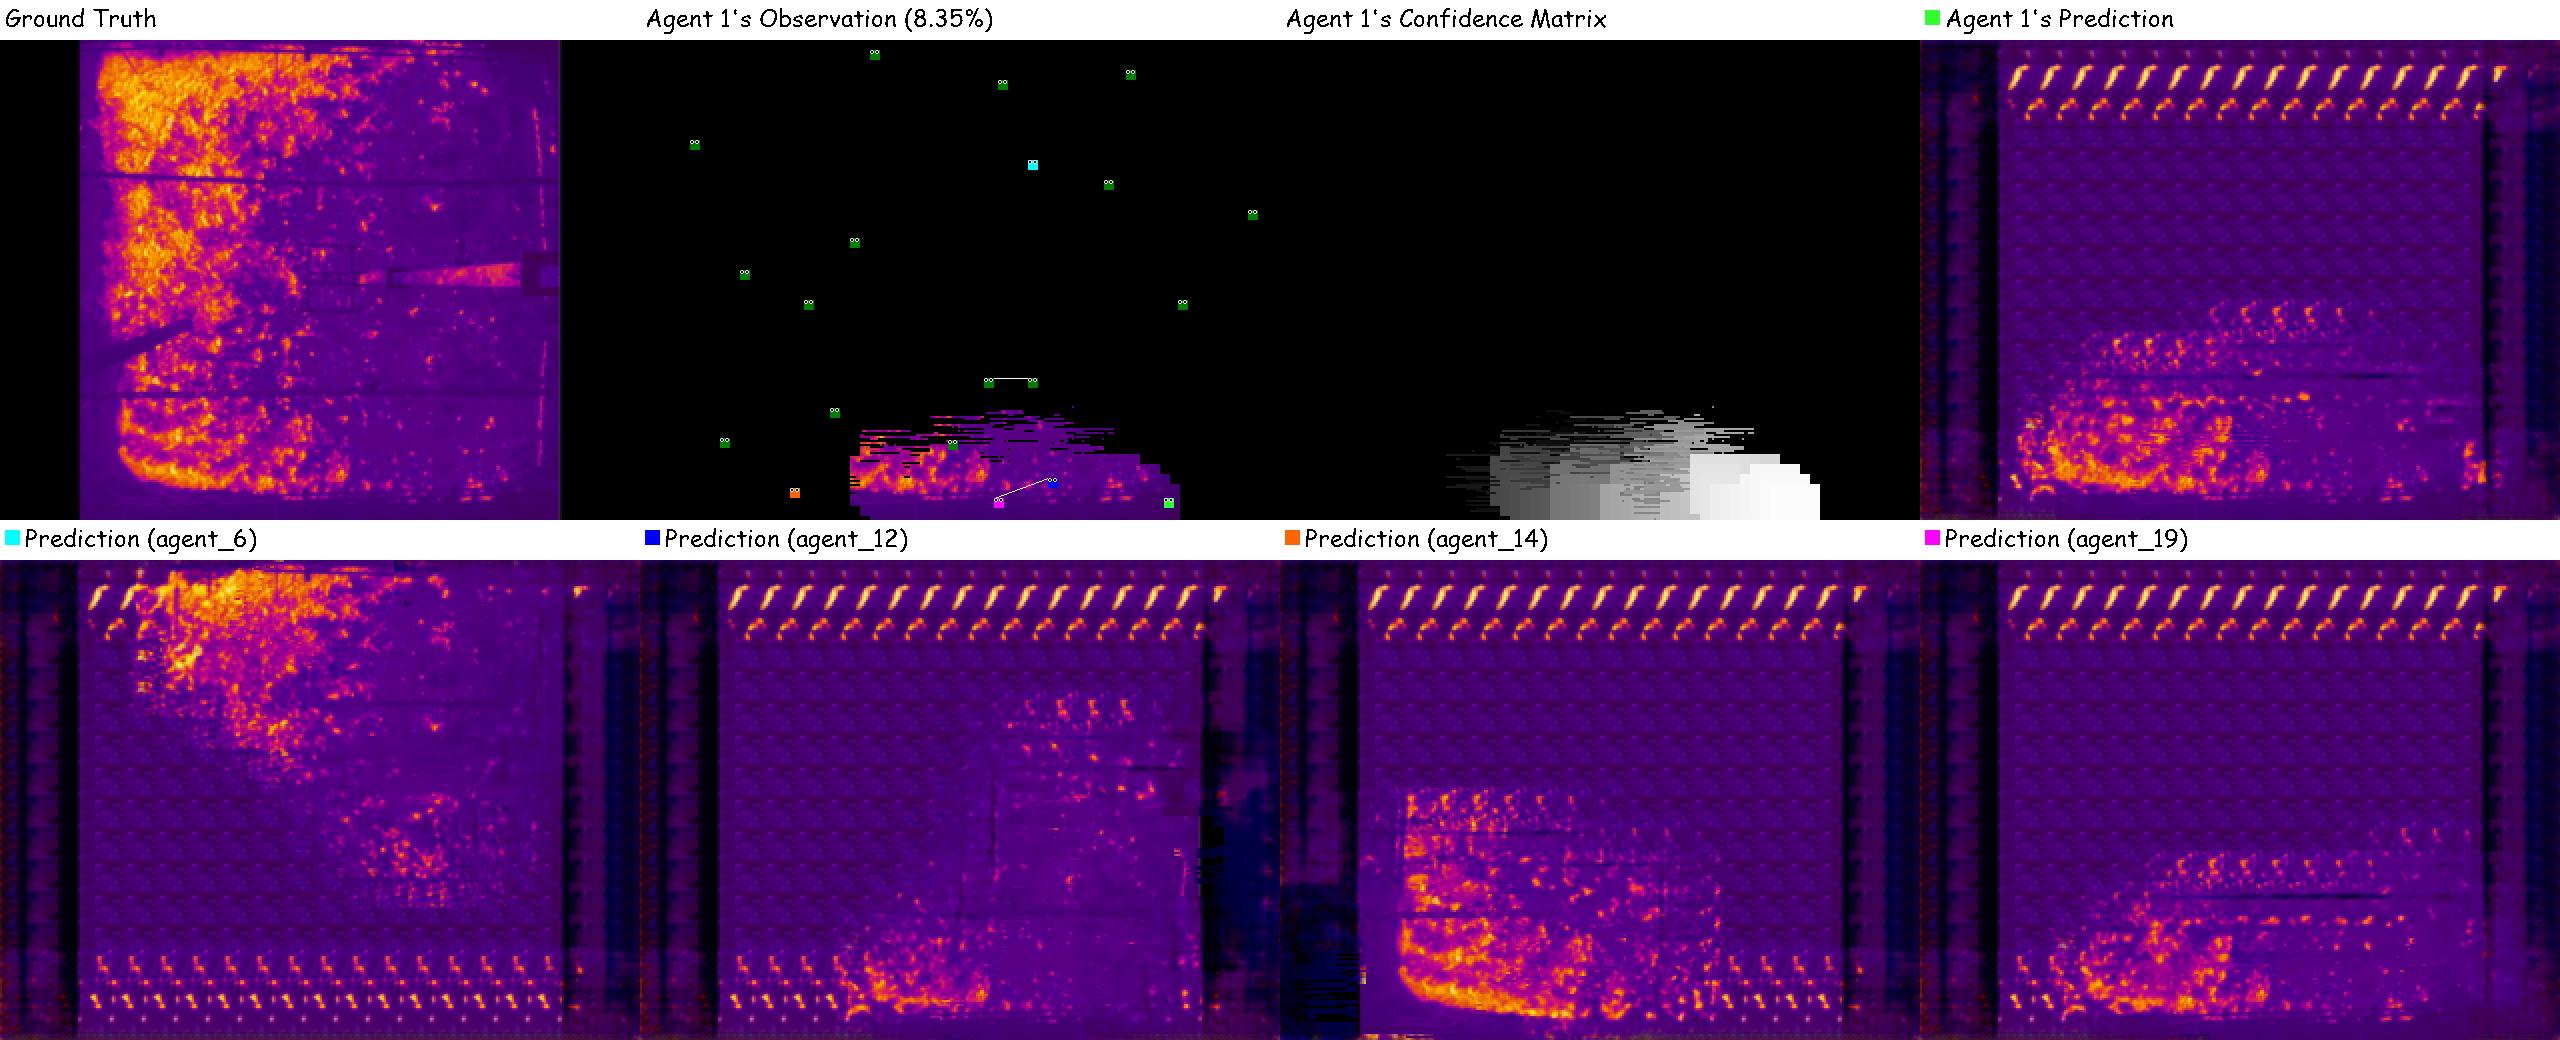 Ground Truth
Agent 1's Observation (8.35%)
Agent 1's Confidence Matrix
Agent 1's Prediction
Prediction (agent_6)
Prediction (agent_12)
Prediction (agent_14)
Prediction (agent_19)